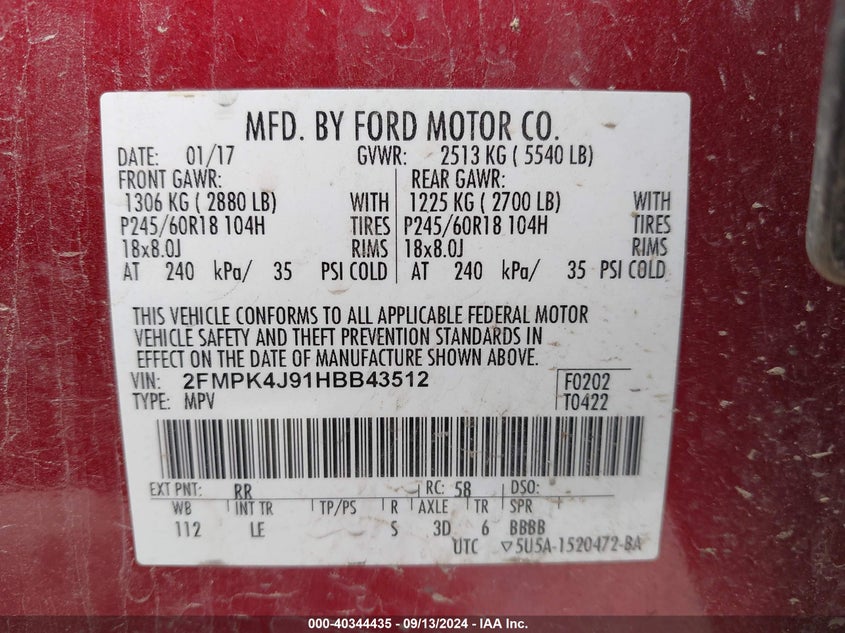 MFD. BY FORD MOTOR CO.
DATE: 01/17 GVWR: 2513 KG ( 5540 LB)
FRONT GAWR: REAR GAWR:
1306 KG ( 2880 LB) WITH 1225 KG ( 2700 LB) WITH
P245/60R18 104H TIRES P245/60R18 104H TIRES
18x8.0J RIMS 18x8.0J RIMS
AT 240 kPa/ 35 PSI COLD AT 240 kPa/ 35 PSI COLD
THIS VEHICLE CONFORMS TO ALL APPLICABLE FEDERAL MOTOR
VEHICLE SAFETY AND THEFT PREVENTION STANDARDS IN
EFFECT ON THE DATE OF MANUFACTURE SHOWN ABOVE.
VIN: 2FMPK4J91HBB43512 F0202
TYPE: MPV T0422
EXT PNT: RR RC: 58 DSO:
WB INT TR TP/PS R AXLE TR SPR
112 LE S 3D 6 BBBB
UTC ▽5U5A-1520472-BA
000-40344435 - 09/13/2024 - IAA Inc.